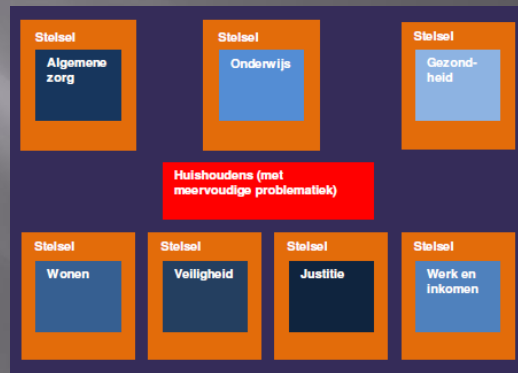 Stelsel
Algemene
zorg
Stelsel
Onderwijs
Stelsel
Gezond-
heid
Huishoudens (met
meervoudige problematiek)
Stelsel
Wonen
Stelsel
Veiligheid
Stelsel
Justitie
Stelsel
Werk en
inkomen